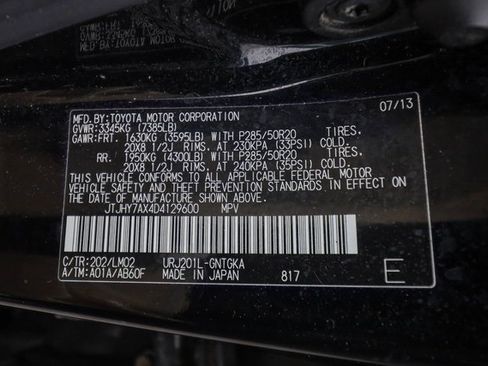 07/13
MFD.BY:TOYOTA MOTOR CORPORATION
GVWR:3345KG (7385LB)
GAWR:FRT. 1630KG (3595LB) WITH P285/50R20 TIRES,
20X8 1/2J RIMS, AT 230KPA (33PSI) COLD.
RR. 1950KG (4300LB) WITH P285/50R20 TIRES,
20X8 1/2J RIMS, AT 240KPA (35PSI) COLD.
THIS VEHICLE CONFORMS TO ALL APPLICABLE FEDERAL MOTOR
VEHICLE SAFETY AND THEFT PREVENTION STANDARDS IN EFFECT ON
THE DATE OF MANUFACTURE SHOWN ABOVE.
JTJHY7AX4D4129600 MPV
C/TR:202/LM02 URJ201L-GNTGKA
A/TM:A01A/AB60F MADE IN JAPAN 817 E